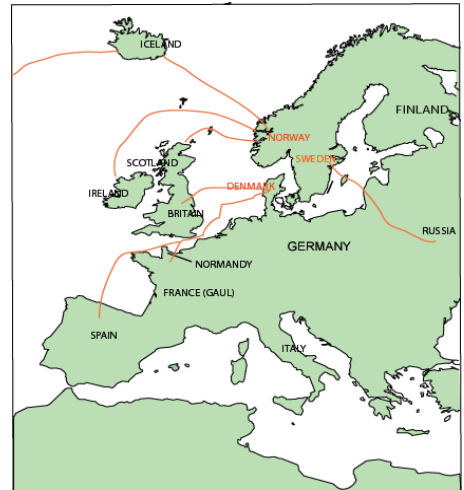 ICELAND
FINLAND
NORWAY
SCOTLAND
SWEDEN
IRELAND
DENMARK
BRITAIN
RUSSIA
GERMANY
NORMANDY
FRANCE (GAUL)
SPAIN
ITALY